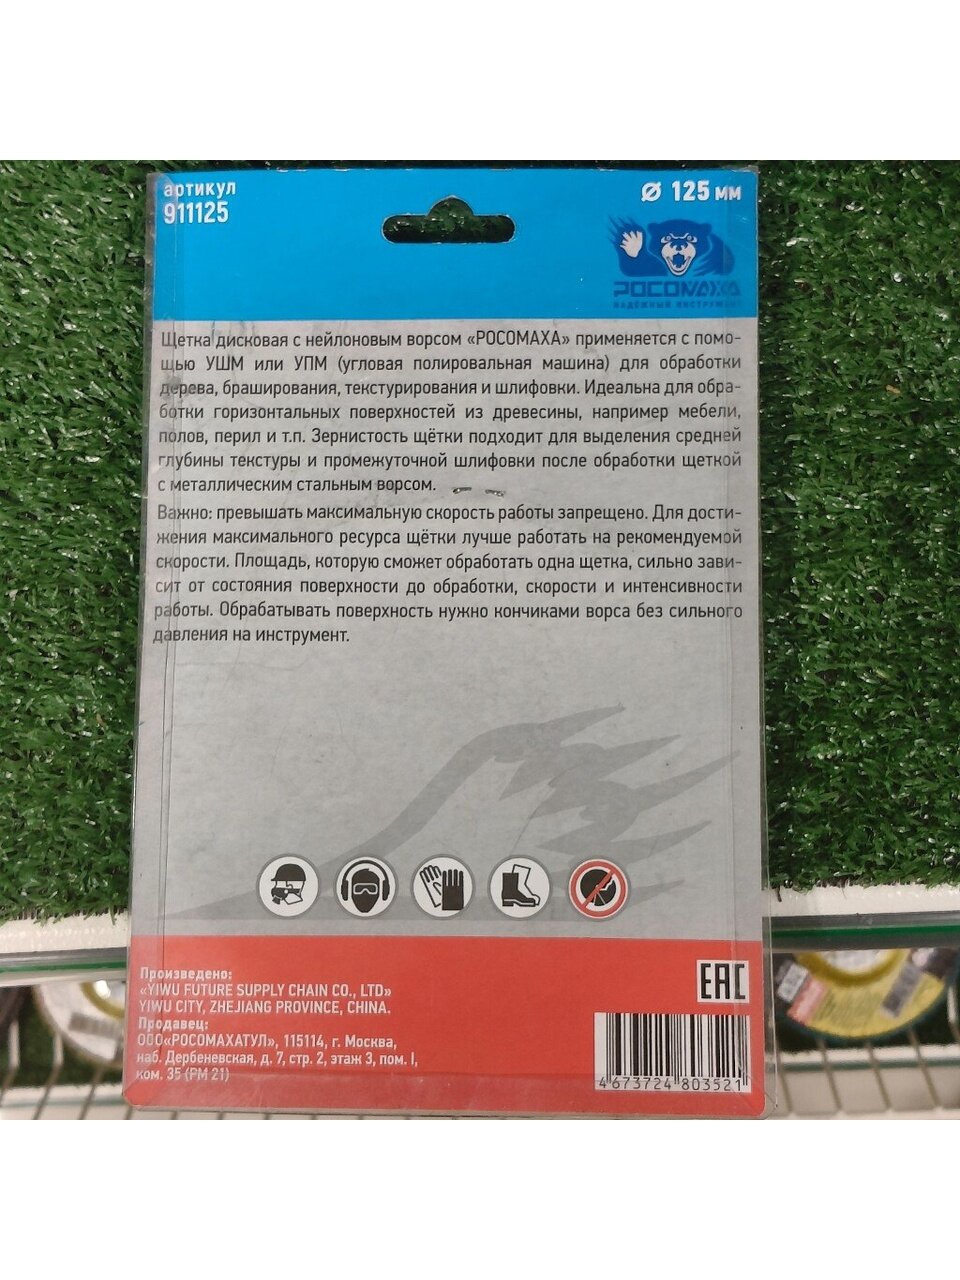 артикул
911125
Ø 125 мм
РОСОМАХА
НАДЁЖНЫЙ ИНСТРУМЕНТ
Щетка дисковая с нейлоновым ворсом «РОСОМАХА» применяется с помо-
щью УШМ или УПМ (угловая полировальная машина) для обработки
дерева, браширования, текстурирования и шлифовки. Идеальна для обра-
ботки горизонтальных поверхностей из древесины, например мебели,
полов, перил и т.п. Зернистость щётки подходит для выделения средней
глубины текстуры и промежуточной шлифовки после обработки щеткой
с металлическим стальным ворсом.
Важно: превышать максимальную скорость работы запрещено. Для дости-
жения максимального ресурса щётки лучше работать на рекомендуемой
скорости. Площадь, которую сможет обработать одна щетка, сильно зави-
сит от состояния поверхности до обработки, скорости и интенсивности
работы. Обрабатывать поверхность нужно кончиками ворса без сильного
давления на инструмент.
Произведено:
«YIWU FUTURE SUPPLY CHAIN CO., LTD»
YIWU CITY, ZHEJIANG PROVINCE, CHINA.
Продавец:
ООО«РОСОМАХАТУЛ», 115114, г. Москва,
наб. Дербеневская, д. 7, стр. 2, этаж 3, пом. I,
ком. 35 (РМ 21)
EAC
4 673724 803521